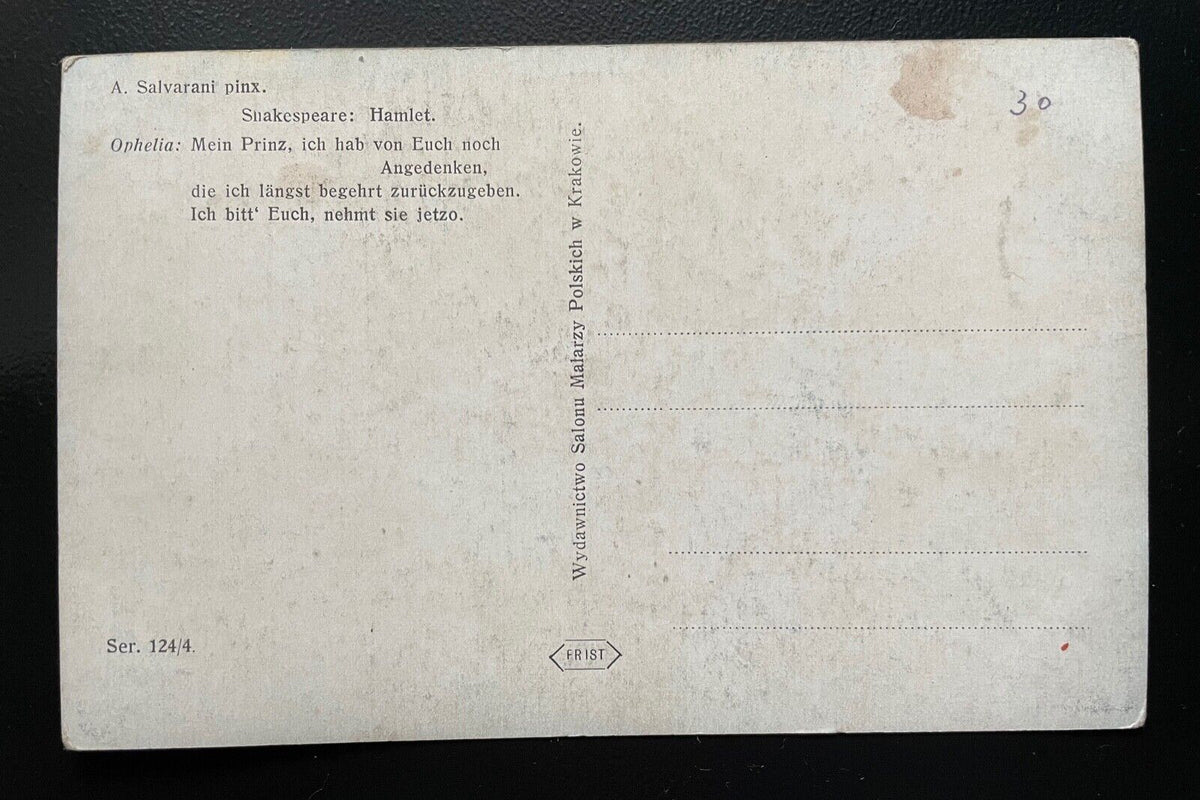 A. Salvarani pinx.
Shakespeare: Hamlet.
Ophelia: Mein Prinz, ich hab von Euch noch
Angedenken,
die ich längst begehrt zurückzugeben.
Ich bitt‘ Euch, nehmt sie jetzo.
30
Wydawnictwo Salonu Malarzy Polskich w Krakowie.
Ser. 124/4.
FRIST